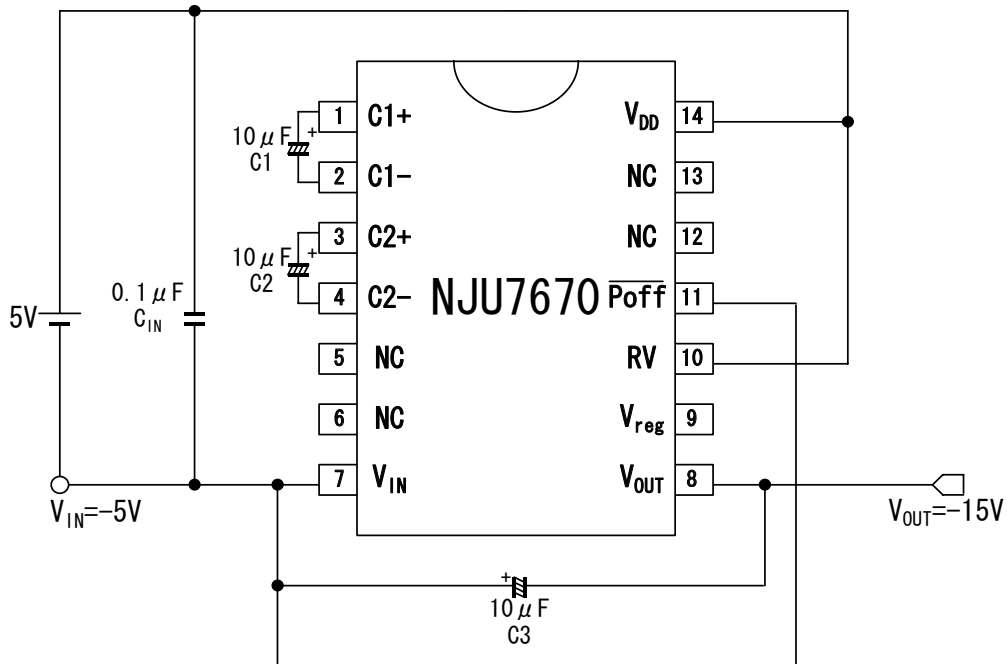 1 C1+
10μF +
C1
2 C1-
3 C2+
10μF +
C2
4 C2-
5 NC
6 NC
7 V_IN
V_DD 14
NC 13
NC 12
NJU7670
P̅o̅f̅f̅ 11
RV 10
V_reg 9
V_OUT 8
5V
0.1μF
C_IN
V_IN=-5V
V_OUT=-15V
+
10μF
C3